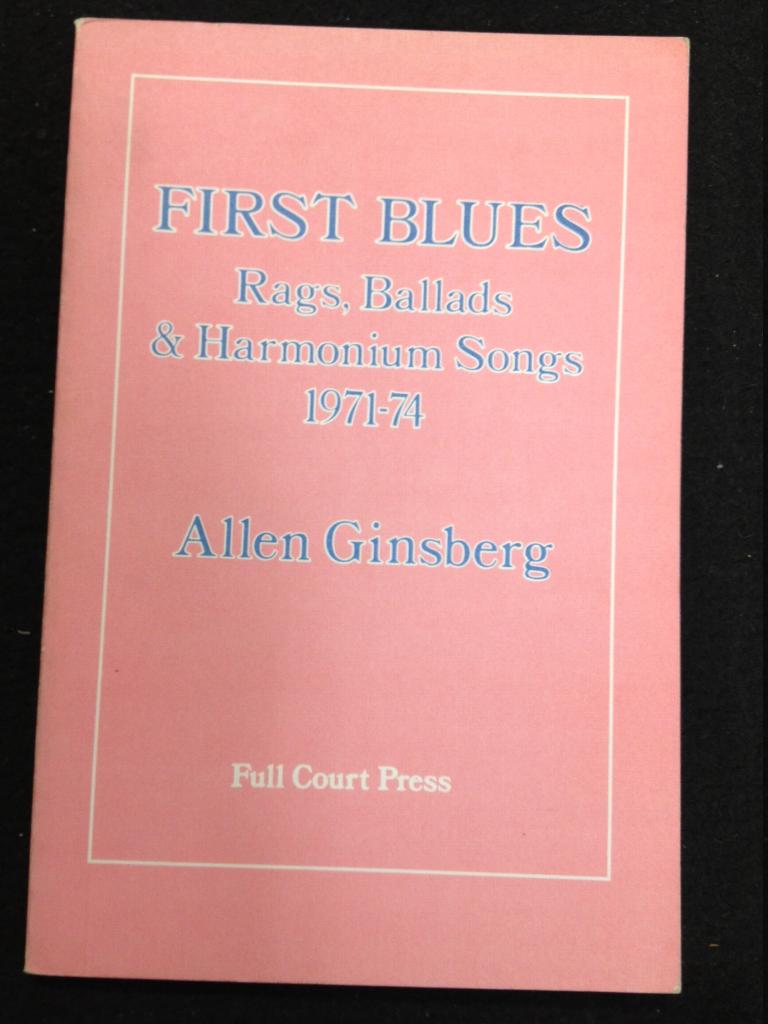 FIRST BLUES
Rags, Ballads
& Harmonium Songs
1971-74
Allen Ginsberg
Full Court Press